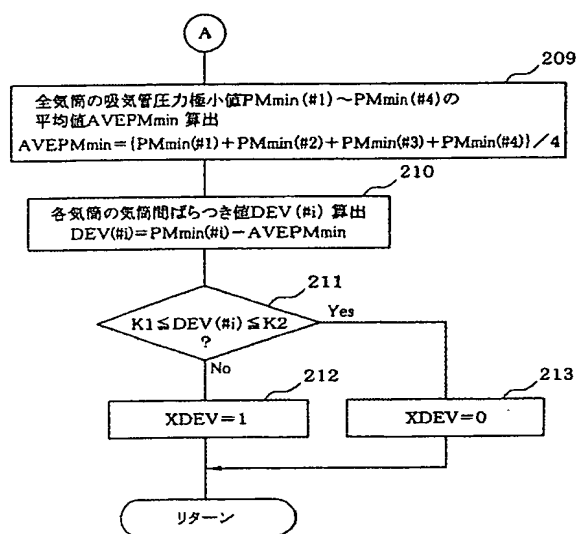 A
209
全気筒の吸気管圧力極小値PMmin(#1)～PMmin(#4)の
平均値AVEPMmin 算出
AVEPMmin={PMmin(#1)+PMmin(#2)+PMmin(#3)+PMmin(#4)}／4
210
各気筒の気筒間ばらつき値DEV(#i) 算出
DEV(#i)=PMmin(#i)−AVEPMmin
211
K1≦DEV(#i)≦K2
?
Yes
No
212
XDEV=1
213
XDEV=0
リターン